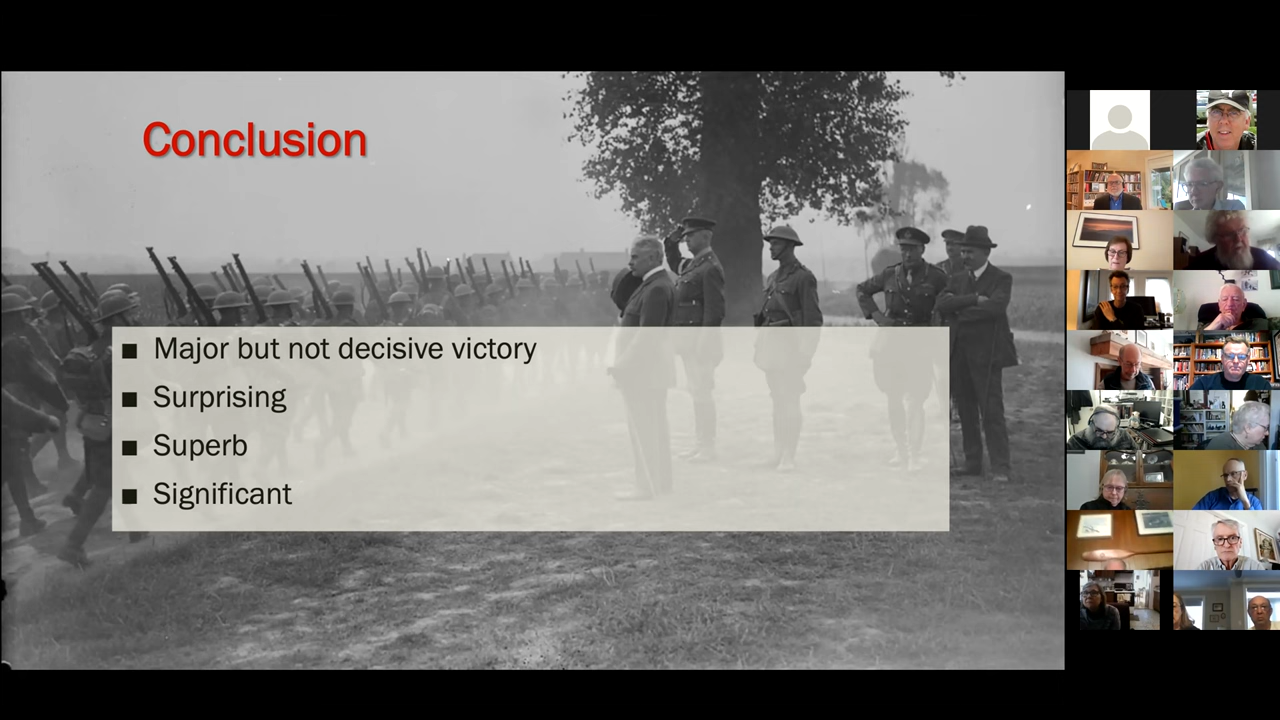 Conclusion
■ Major but not decisive victory
■ Surprising
■ Superb
■ Significant